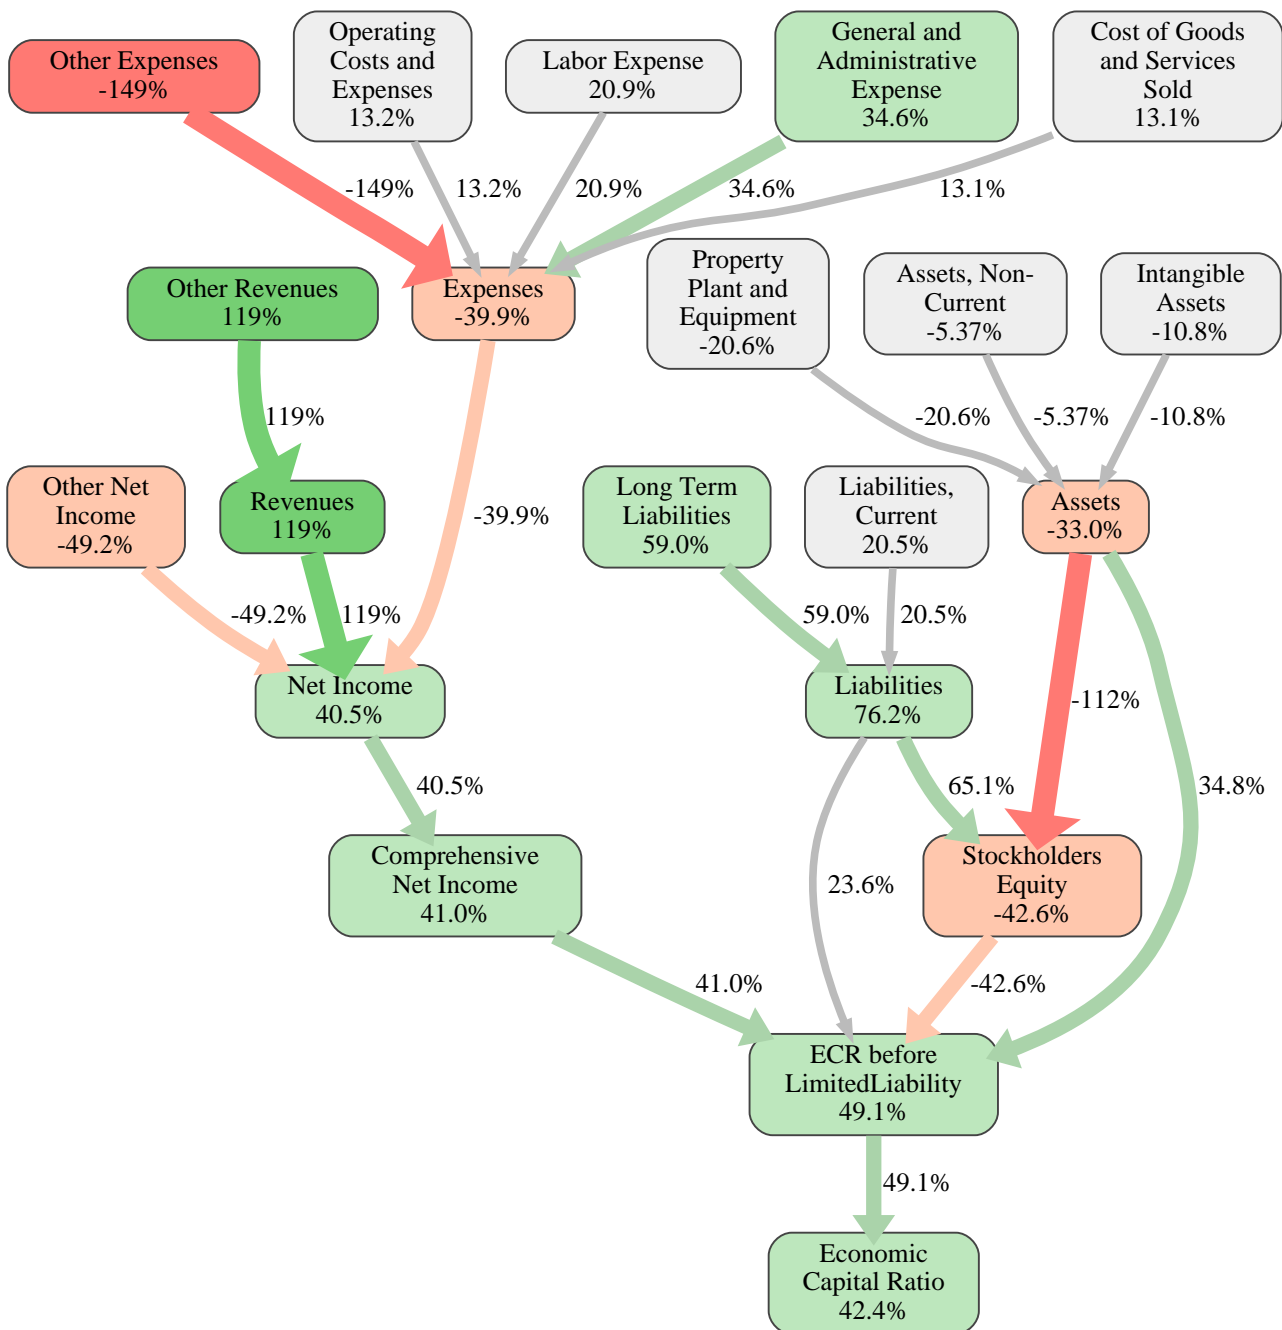 Other Expenses
-149%
Operating
Costs and
Expenses
13.2%
Labor Expense
20.9%
General and
Administrative
Expense
34.6%
Cost of Goods
and Services
Sold
13.1%
-149%
13.2%
20.9%
34.6%
13.1%
Other Revenues
119%
Expenses
-39.9%
Property
Plant and
Equipment
-20.6%
Assets, Non-
Current
-5.37%
Intangible
Assets
-10.8%
119%
-20.6%
-5.37%
-10.8%
Other Net
Income
-49.2%
Revenues
119%
-39.9%
Long Term
Liabilities
59.0%
Liabilities,
Current
20.5%
Assets
-33.0%
-49.2%
119%
59.0%
20.5%
Net Income
40.5%
Liabilities
76.2%
-112%
40.5%
65.1%
34.8%
Comprehensive
Net Income
41.0%
23.6%
Stockholders
Equity
-42.6%
41.0%
-42.6%
ECR before
LimitedLiability
49.1%
49.1%
Economic
Capital Ratio
42.4%